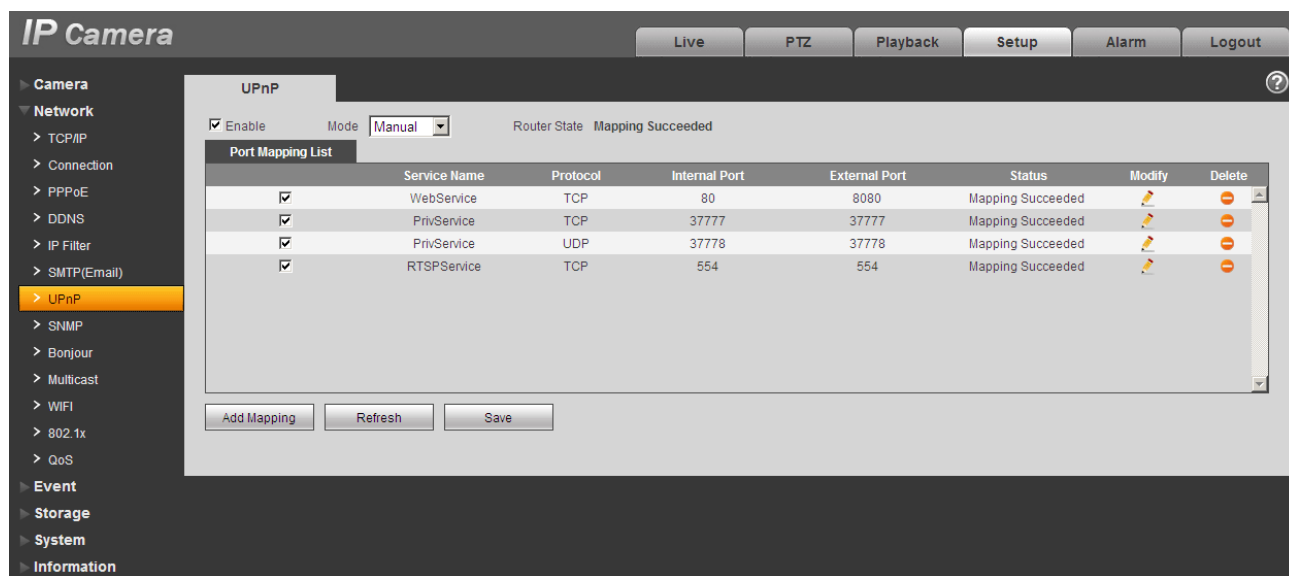 IP Camera
Live PTZ Playback Setup Alarm Logout
Camera
Network
> TCP/IP
> Connection
> PPPoE
> DDNS
> IP Filter
> SMTP(Email)
> UPnP
> SNMP
> Bonjour
> Multicast
> WIFI
> 802.1x
> QoS
Event
Storage
System
Information
UPnP
?
Enable Mode Manual Router State Mapping Succeeded
Port Mapping List
Service Name Protocol Internal Port External Port Status Modify Delete
WebService TCP 80 8080 Mapping Succeeded
PrivService TCP 37777 37777 Mapping Succeeded
PrivService UDP 37778 37778 Mapping Succeeded
RTSPService TCP 554 554 Mapping Succeeded
Add Mapping Refresh Save